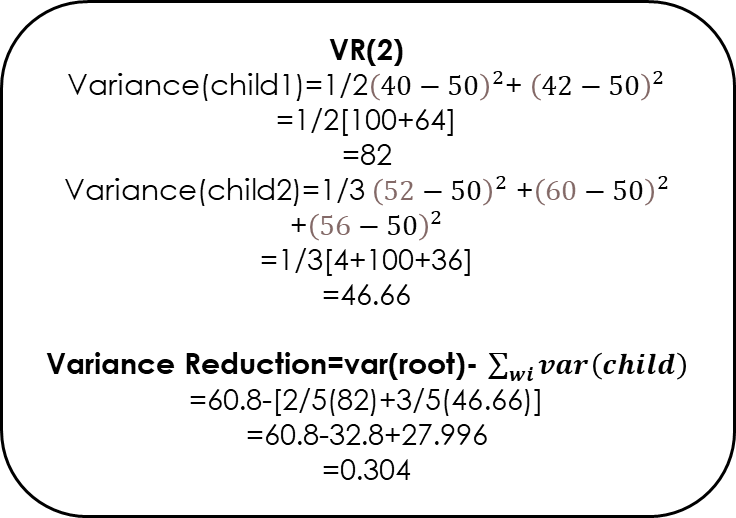 VR(2)
Variance(child1)=1/2(40 − 50)²+ (42 − 50)²
=1/2[100+64]
=82
Variance(child2)=1/3 (52 − 50)² +(60 − 50)²
+(56 − 50)²
=1/3[4+100+36]
=46.66
Variance Reduction=var(root)- ∑wi var(child)
=60.8-[2/5(82)+3/5(46.66)]
=60.8-32.8+27.996
=0.304